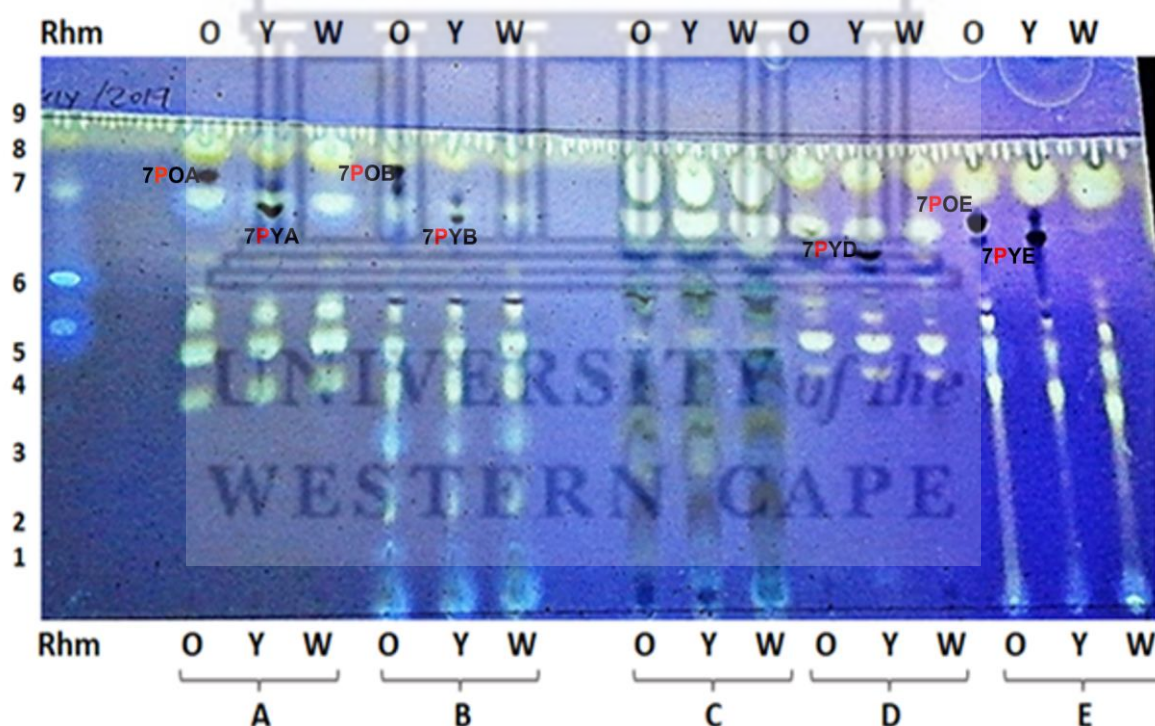 Rhm O Y W O Y W O Y W O Y W O Y W
/2019
9
8
7
7POA 7POB
7POE
7PYA 7PYB 7PYD 7PYE
6
5
4
UNIVERSITY of the
3
WESTERN CAPE
2
1
Rhm O Y W O Y W O Y W O Y W O Y W
A B C D E